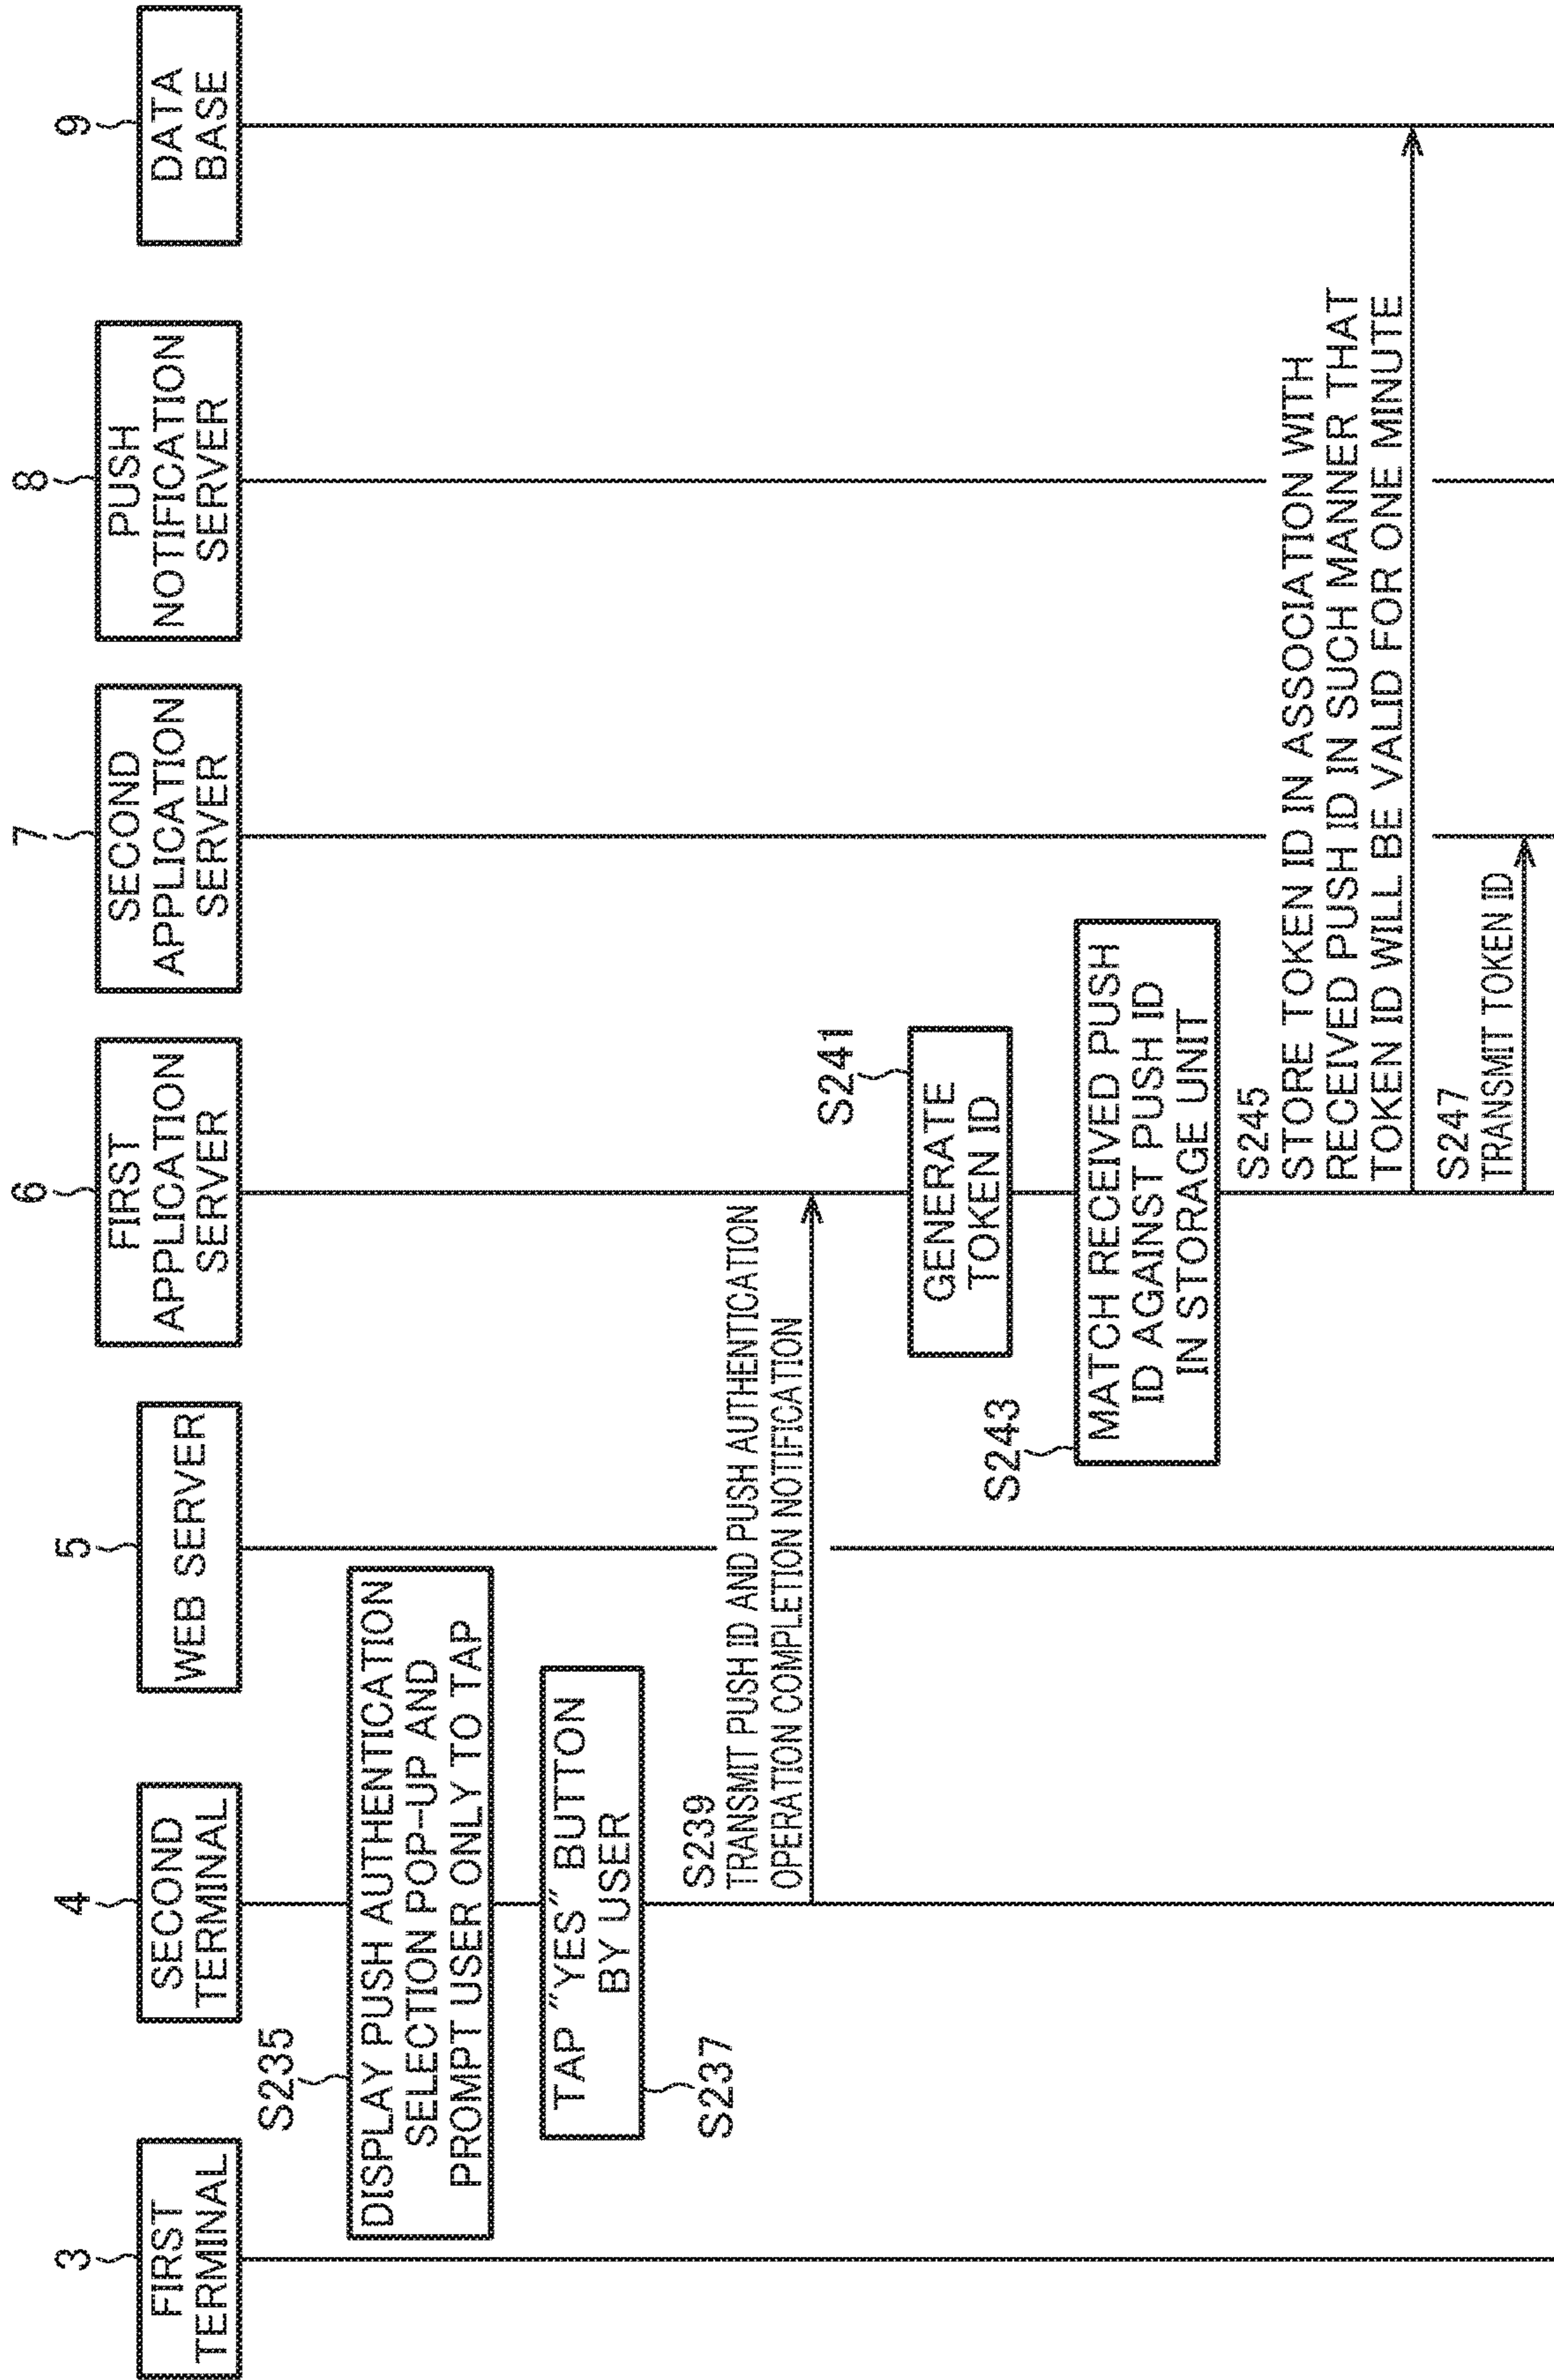 3
FIRST
TERMINAL
4
SECOND
TERMINAL
5
WEB SERVER
6
FIRST
APPLICATION
SERVER
7
SECOND
APPLICATION
SERVER
8
PUSH
NOTIFICATION
SERVER
9
DATA
BASE
S235
DISPLAY PUSH AUTHENTICATION
SELECTION POP-UP AND
PROMPT USER ONLY TO TAP
TAP "YES" BUTTON
BY USER
S237
S239
TRANSMIT PUSH ID AND PUSH AUTHENTICATION
OPERATION COMPLETION NOTIFICATION
S241
GENERATE
TOKEN ID
S243
MATCH RECEIVED PUSH
ID AGAINST PUSH ID
IN STORAGE UNIT
S245
STORE TOKEN ID IN ASSOCIATION WITH
RECEIVED PUSH ID IN SUCH MANNER THAT
TOKEN ID WILL BE VALID FOR ONE MINUTE
S247
TRANSMIT TOKEN ID